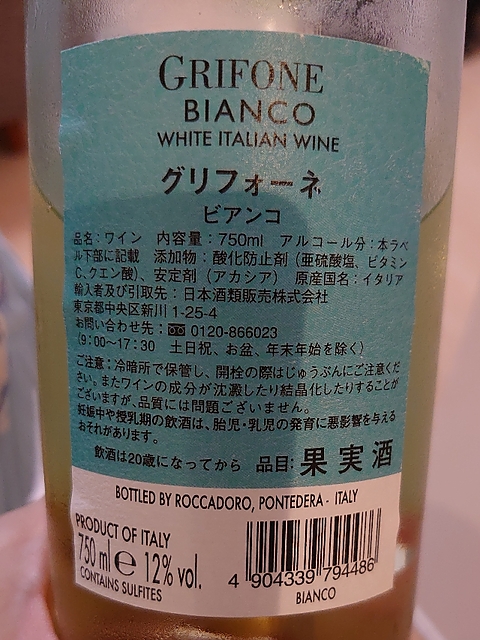 GRIFONE
BIANCO
WHITE ITALIAN WINE
グリフォーネ
ビアンコ
品名：ワイン　内容量：750ml　アルコール分：本ラベ
ル下部に記載　添加物：酸化防止剤（亜硫酸塩、ビタミン
C、クエン酸）、安定剤（アカシア）　原産国名：イタリア
輸入者及び引取先：日本酒類販売株式会社
東京都中央区新川 1-25-4
お問い合わせ先：0120-866023
（9:00〜17:30　土日祝、お盆、年末年始を除く）
ご注意：冷暗所で保管し、開栓の際はじゅうぶんにご注意くだ
さい。またワインの成分が沈澱したり結晶化したりすることが
ございますが、品質には問題ございません。
妊娠中や授乳期の飲酒は、胎児・乳児の発育に悪影響を与える
おそれがあります。
飲酒は20歳になってから　品目：果実酒
BOTTLED BY ROCCADORO, PONTEDERA - ITALY
PRODUCT OF ITALY
750 ml e 12% vol.
CONTAINS SULFITES
4 904339 794486
BIANCO